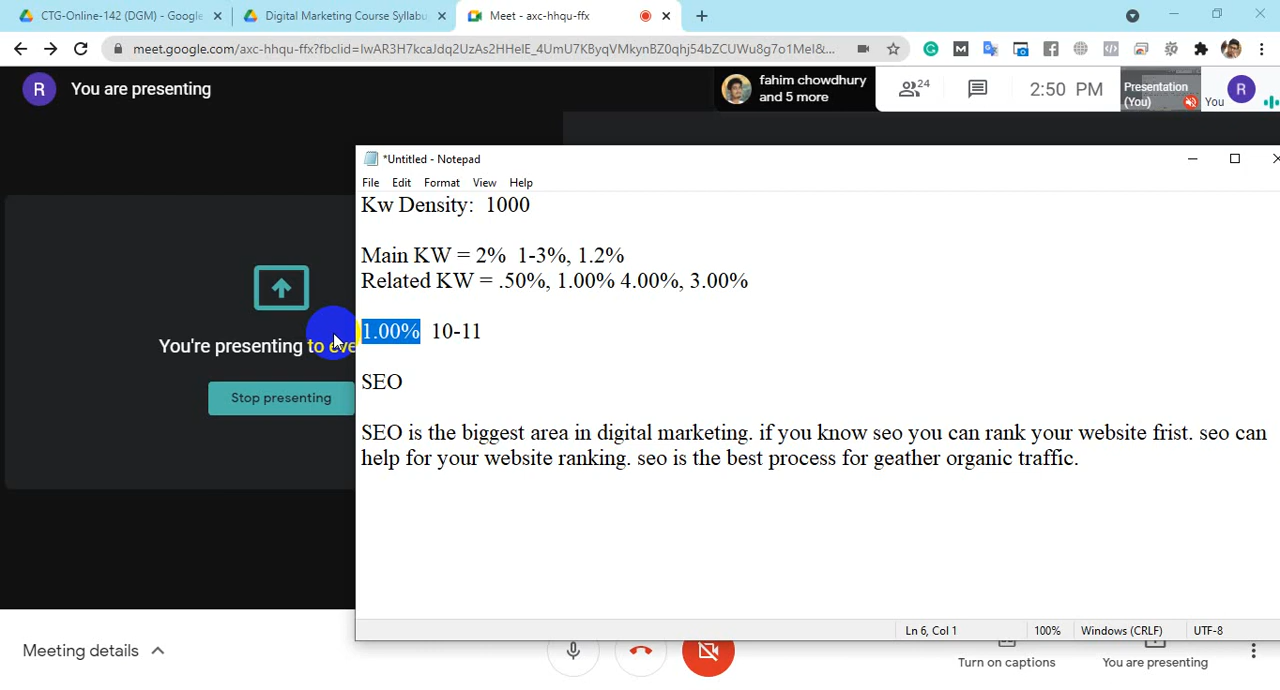 CTG-Online-142 (DGM) - Google
Digital Marketing Course Syllabu
Meet - axc-hhqu-ffx
meet.google.com/axc-hhqu-ffx?fbclid=IwAR3H7kcaJdq2UzAs2HHeIE_4UmU7KByqVMkynBZ0qhj54bZCUWu8g7o1MeI&...
R
You are presenting
fahim chowdhury
and 5 more
24
2:50 PM
Presentation
(You)
You
R
*Untitled - Notepad
File Edit Format View Help
Kw Density: 1000
Main KW = 2% 1-3%, 1.2%
Related KW = .50%, 1.00% 4.00%, 3.00%
1.00% 10-11
SEO
SEO is the biggest area in digital marketing. if you know seo you can rank your website frist. seo can
help for your website ranking. seo is the best process for geather organic traffic.
You're presenting to eve
Stop presenting
Ln 6, Col 1 100% Windows (CRLF) UTF-8
Meeting details
Turn on captions
You are presenting